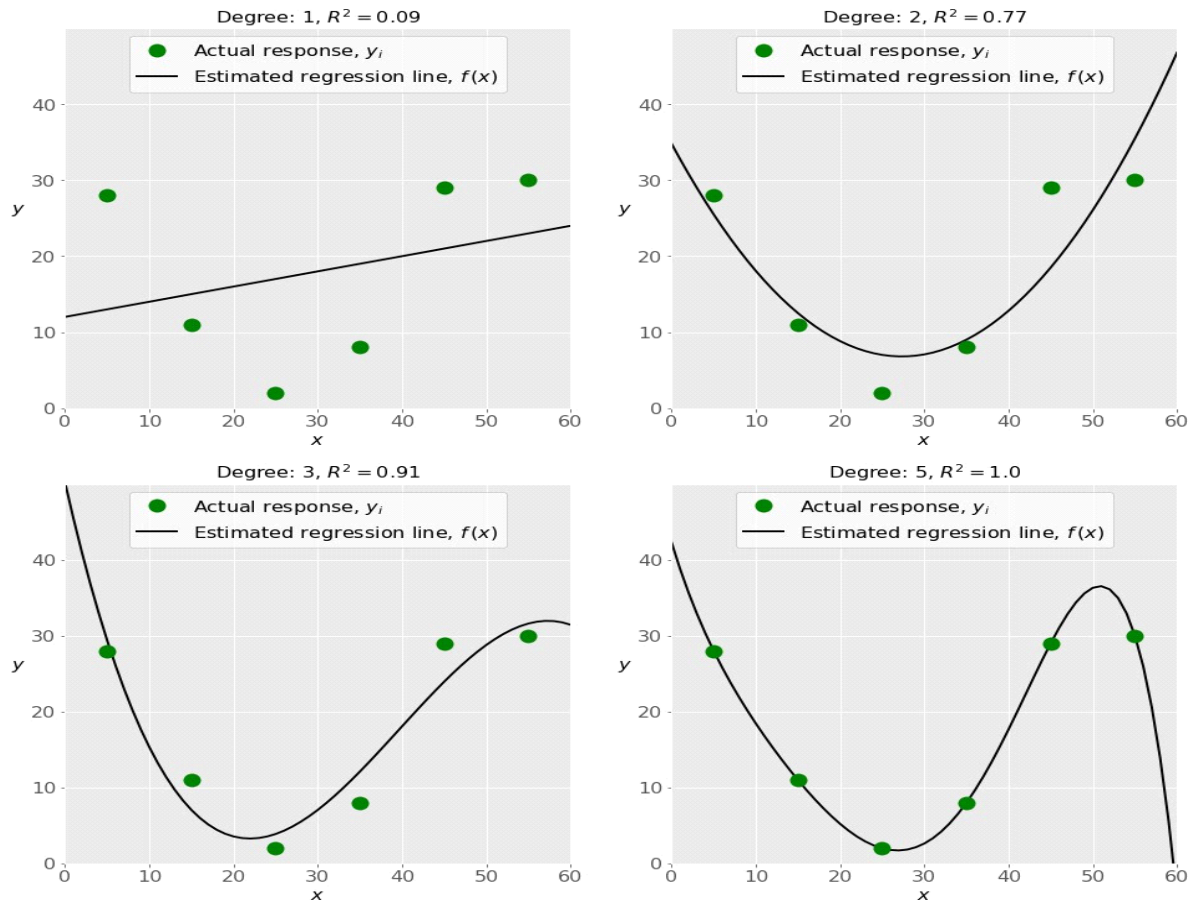 Degree: 1, R² = 0.09
Actual response, yᵢ
Estimated regression line, f(x)
40
30
y
20
10
0
0 10 20 30 40 50 60
x
Degree: 2, R² = 0.77
Actual response, yᵢ
Estimated regression line, f(x)
40
30
y
20
10
0
0 10 20 30 40 50 60
x
Degree: 3, R² = 0.91
Actual response, yᵢ
Estimated regression line, f(x)
40
30
y
20
10
0
0 10 20 30 40 50 60
x
Degree: 5, R² = 1.0
Actual response, yᵢ
Estimated regression line, f(x)
40
30
y
20
10
0
0 10 20 30 40 50 60
x